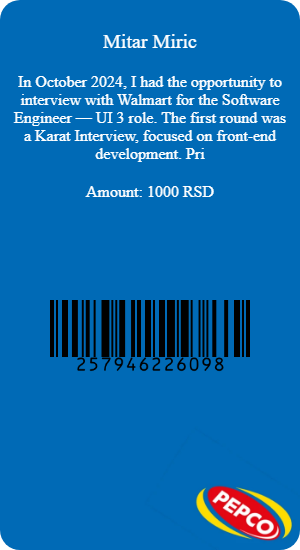 Mitar Miric
In October 2024, I had the opportunity to
interview with Walmart for the Software
Engineer — UI 3 role. The first round was
a Karat Interview, focused on front-end
development. Pri
Amount: 1000 RSD
257946226098
PEPCO